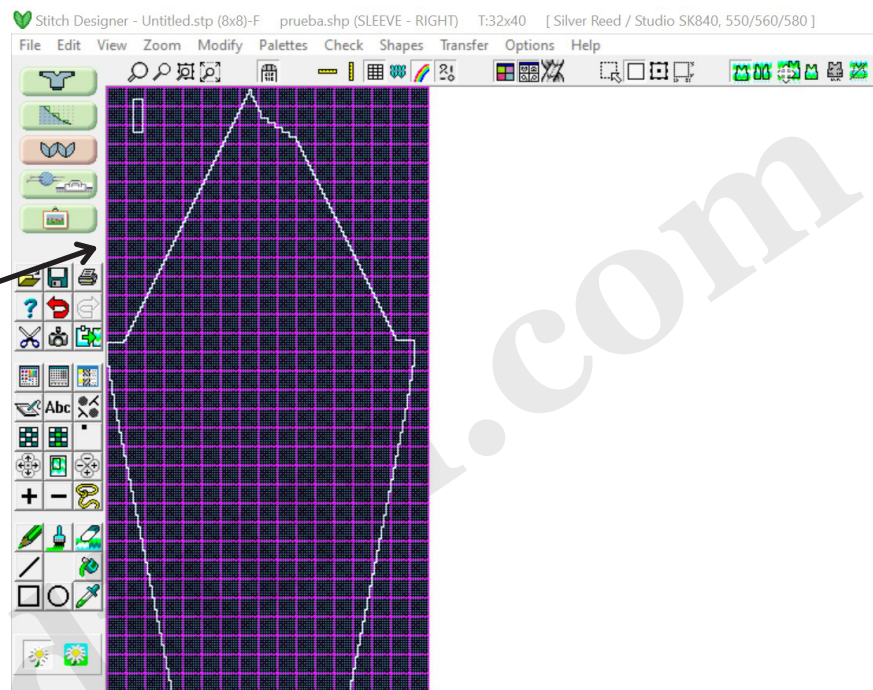 Stitch Designer - Untitled.stp (8x8)-F prueba.shp (SLEEVE - RIGHT) T:32x40 [ Silver Reed / Studio SK840, 550/560/580 ]
File Edit View Zoom Modify Palettes Check Shapes Transfer Options Help
Abc
.com